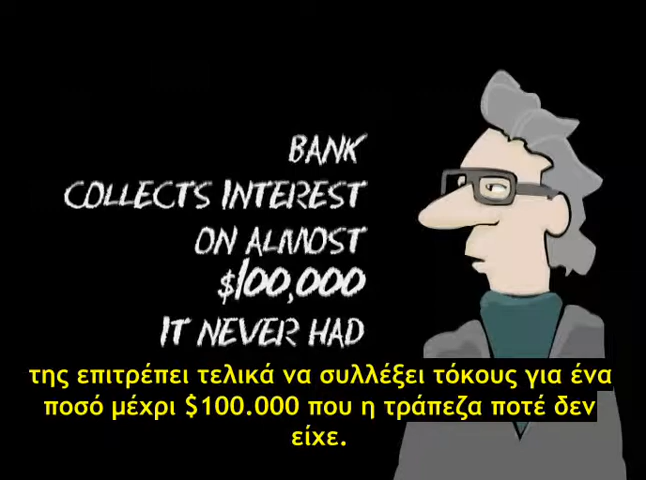 BANK
COLLECTS INTEREST
ON ALMOST
$100,000
IT NEVER HAD
της επιτρέπει τελικά να συλλέξει τόκους για ένα
ποσό μέχρι $100.000 που η τράπεζα ποτέ δεν
είχε.